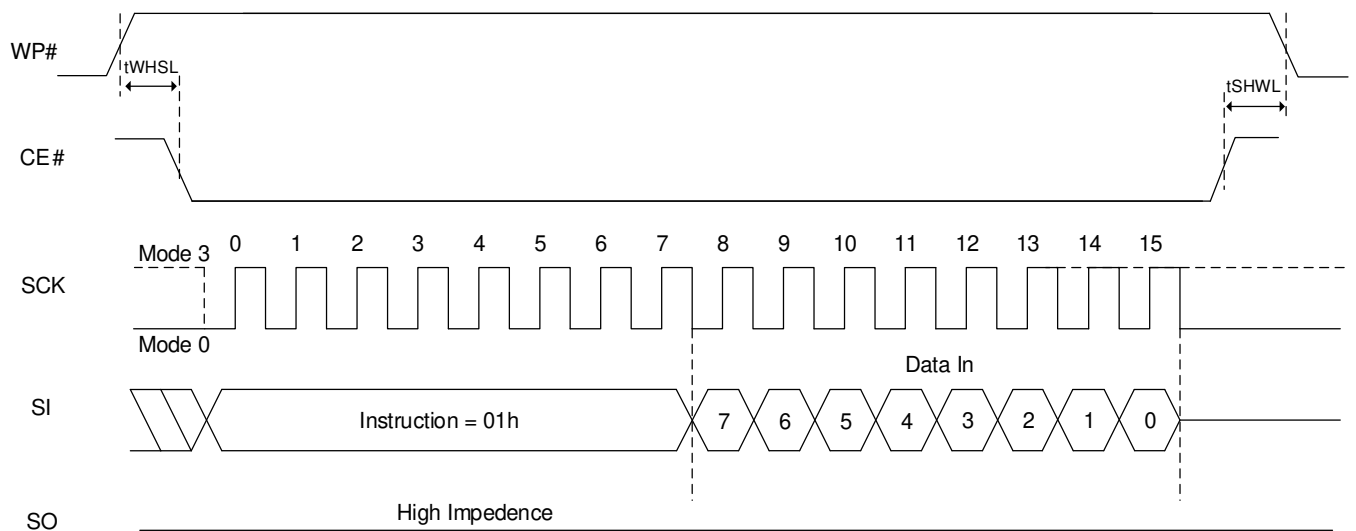 WP#
tWHSL
tSHWL
CE#
Mode 3
0 1 2 3 4 5 6 7 8 9 10 11 12 13 14 15
SCK
Mode 0
Data In
SI
Instruction = 01h
7 6 5 4 3 2 1 0
High Impedence
SO